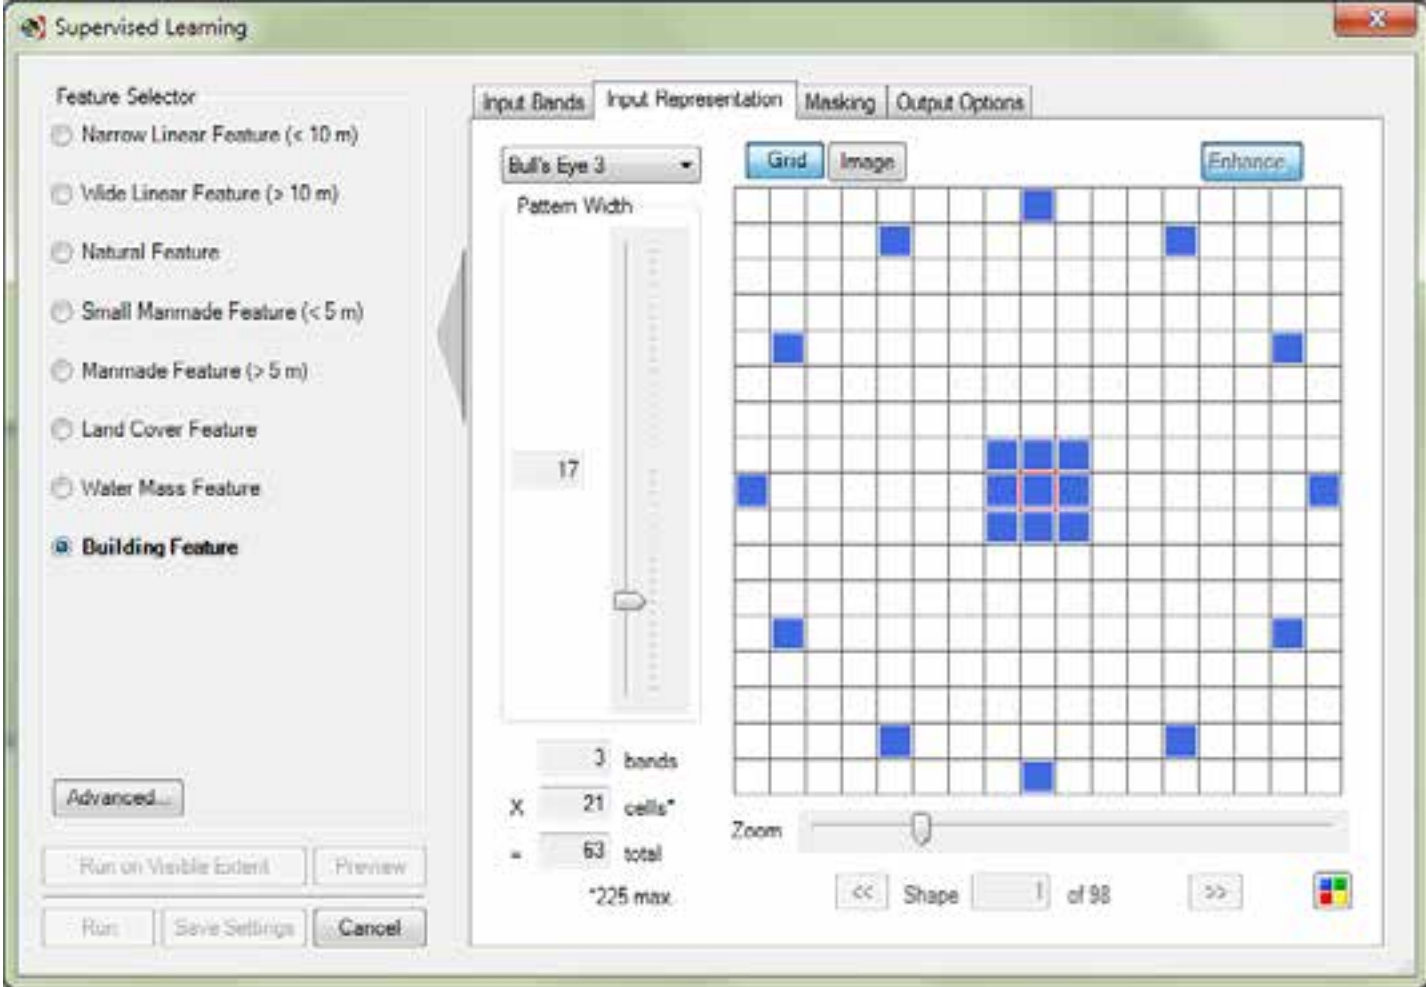 Supervised Learning
Feature Selector
Narrow Linear Feature (< 10 m)
Wide Linear Feature (> 10 m)
Natural Feature
Small Manmade Feature (< 5 m)
Manmade Feature (> 5 m)
Land Cover Feature
Water Mass Feature
Building Feature
Advanced...
Run on Visible Extent Preview
Run Save Settings Cancel
Input Bands Input Representation Masking Output Options
Bull's Eye 3
Grid Image Enhance
Pattern Width
17
3 bands
X 21 cells*
= 63 total
*225 max.
Zoom
<< Shape 1 of 98 >>